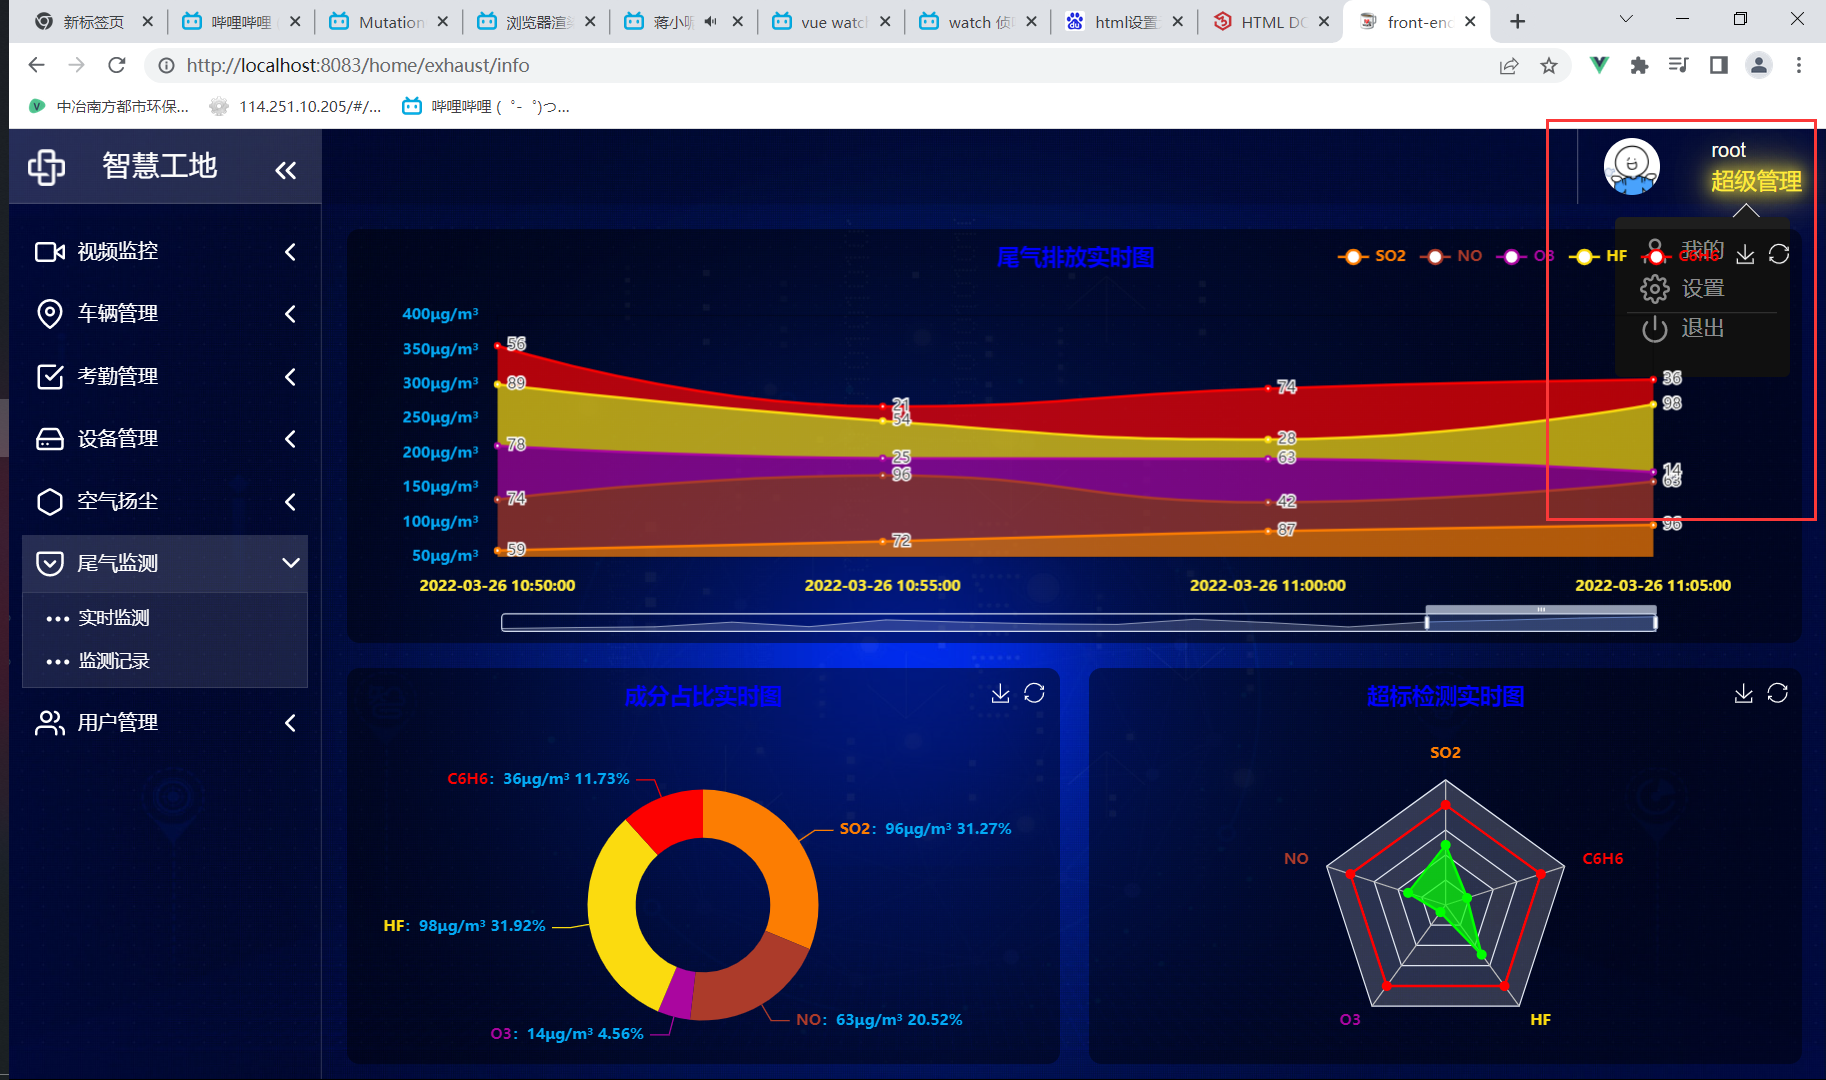 新标签页
哔哩哔哩
Mutation
浏览器渲
蒋小
vue watc
watch 侦
html设置
HTML DO
front-end
http://localhost:8083/home/exhaust/info
中冶南方都市环保...
114.251.10.205/#/...
哔哩哔哩 ( ゜- ゜)つ...
智慧工地
root
超级管理
视频监控
车辆管理
考勤管理
设备管理
空气扬尘
尾气监测
实时监测
监测记录
用户管理
我的
设置
退出
尾气排放实时图
SO2 NO O3 HF C6H6
400μg/m³
350μg/m³
300μg/m³
250μg/m³
200μg/m³
150μg/m³
100μg/m³
50μg/m³
56 21 74 36
89 54 28 98
78 25 63 14
74 96 42 63
59 72 87 96
2022-03-26 10:50:00 2022-03-26 10:55:00 2022-03-26 11:00:00 2022-03-26 11:05:00
成分占比实时图
C6H6：36μg/m³ 11.73%
SO2：96μg/m³ 31.27%
HF：98μg/m³ 31.92%
NO：63μg/m³ 20.52%
O3：14μg/m³ 4.56%
超标检测实时图
SO2
NO
C6H6
O3
HF